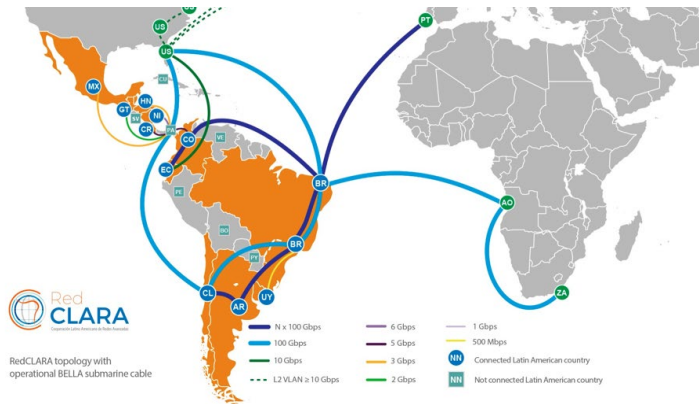 US
US
US
PT
MX
CU
HN
GT
SV
NI
CR
PA
CO
VE
EC
BR
PE
AO
BO
BR
PY
CL
UY
AR
ZA
Red
CLARA
Cooperación Latino Americana de Redes Avanzadas
RedCLARA topology with
operational BELLA submarine cable
N x 100 Gbps
100 Gbps
10 Gbps
L2 VLAN ≥ 10 Gbps
6 Gbps
5 Gbps
3 Gbps
2 Gbps
1 Gbps
500 Mbps
NN Connected Latin American country
NN Not connected Latin American country